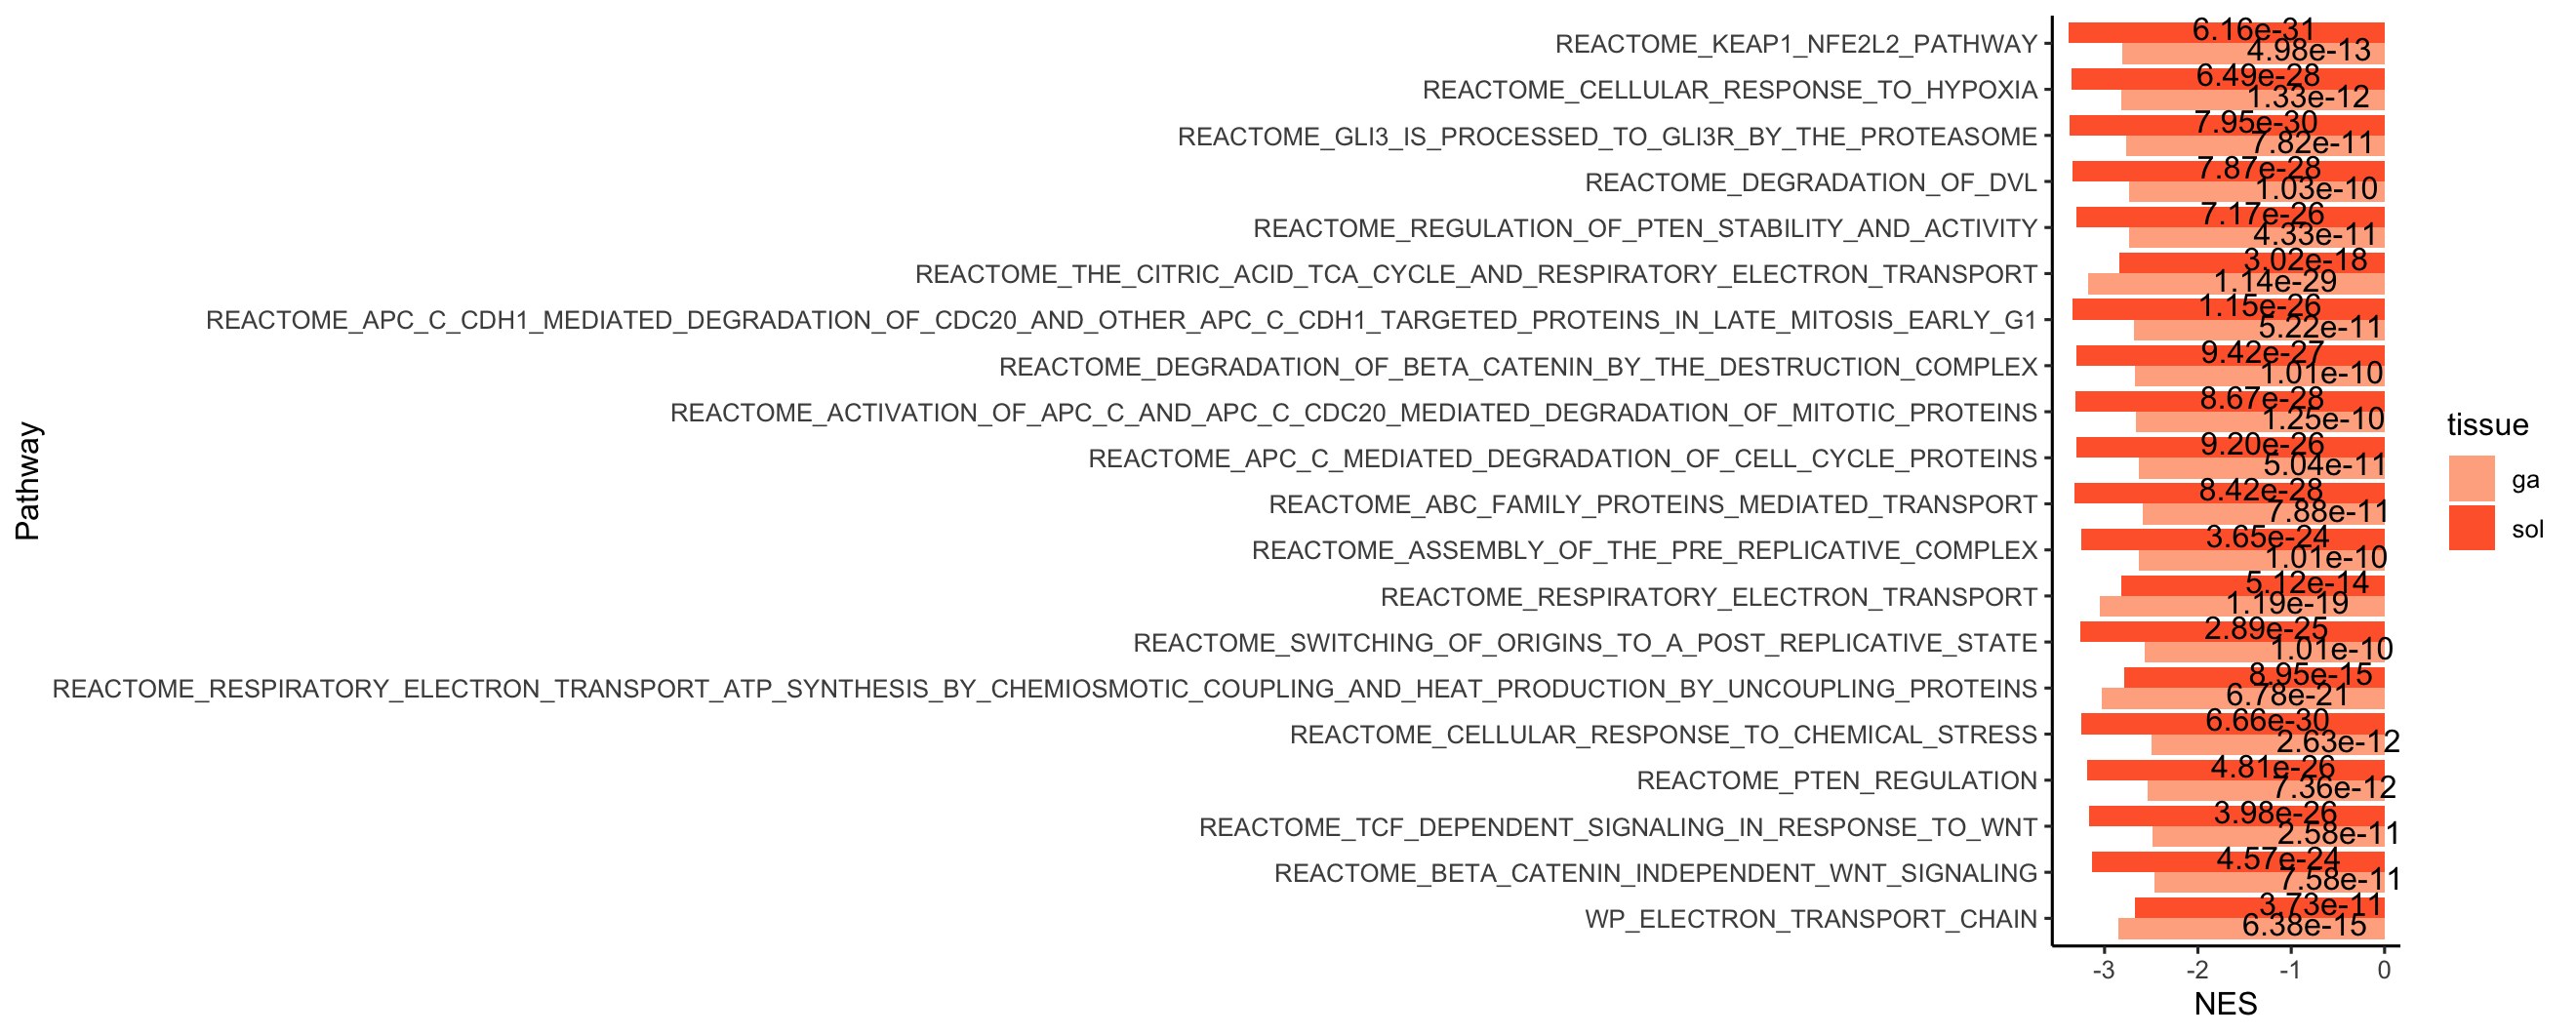 REACTOME_KEAP1_NFE2L2_PATHWAY
6.16e-31
4.98e-13
REACTOME_CELLULAR_RESPONSE_TO_HYPOXIA
6.49e-28
1.33e-12
REACTOME_GLI3_IS_PROCESSED_TO_GLI3R_BY_THE_PROTEASOME
7.95e-30
7.82e-11
REACTOME_DEGRADATION_OF_DVL
7.87e-28
1.03e-10
REACTOME_REGULATION_OF_PTEN_STABILITY_AND_ACTIVITY
7.17e-26
4.33e-11
REACTOME_THE_CITRIC_ACID_TCA_CYCLE_AND_RESPIRATORY_ELECTRON_TRANSPORT
3.02e-18
1.14e-29
REACTOME_APC_C_CDH1_MEDIATED_DEGRADATION_OF_CDC20_AND_OTHER_APC_C_CDH1_TARGETED_PROTEINS_IN_LATE_MITOSIS_EARLY_G1
1.15e-26
5.22e-11
REACTOME_DEGRADATION_OF_BETA_CATENIN_BY_THE_DESTRUCTION_COMPLEX
9.42e-27
1.01e-10
REACTOME_ACTIVATION_OF_APC_C_AND_APC_C_CDC20_MEDIATED_DEGRADATION_OF_MITOTIC_PROTEINS
8.67e-28
1.25e-10
REACTOME_APC_C_MEDIATED_DEGRADATION_OF_CELL_CYCLE_PROTEINS
9.20e-26
5.04e-11
REACTOME_ABC_FAMILY_PROTEINS_MEDIATED_TRANSPORT
8.42e-28
7.88e-11
REACTOME_ASSEMBLY_OF_THE_PRE_REPLICATIVE_COMPLEX
3.65e-24
1.01e-10
REACTOME_RESPIRATORY_ELECTRON_TRANSPORT
5.12e-14
1.19e-19
REACTOME_SWITCHING_OF_ORIGINS_TO_A_POST_REPLICATIVE_STATE
2.89e-25
1.01e-10
REACTOME_RESPIRATORY_ELECTRON_TRANSPORT_ATP_SYNTHESIS_BY_CHEMIOSMOTIC_COUPLING_AND_HEAT_PRODUCTION_BY_UNCOUPLING_PROTEINS
8.95e-15
6.78e-21
REACTOME_CELLULAR_RESPONSE_TO_CHEMICAL_STRESS
6.66e-30
2.63e-12
REACTOME_PTEN_REGULATION
4.81e-26
7.36e-12
REACTOME_TCF_DEPENDENT_SIGNALING_IN_RESPONSE_TO_WNT
3.98e-26
2.58e-11
REACTOME_BETA_CATENIN_INDEPENDENT_WNT_SIGNALING
4.57e-24
7.58e-11
WP_ELECTRON_TRANSPORT_CHAIN
3.73e-11
6.38e-15
Pathway
-3 -2 -1 0
NES
tissue
ga
sol